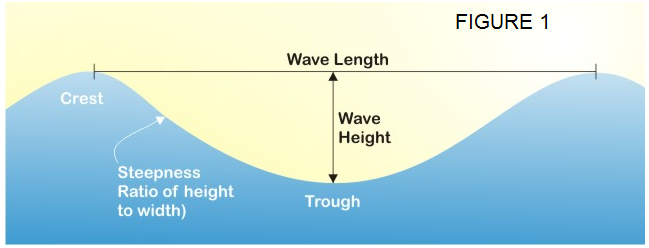 FIGURE 1
Wave Length
Crest
Wave
Height
Steepness
Ratio of height
to width)
Trough